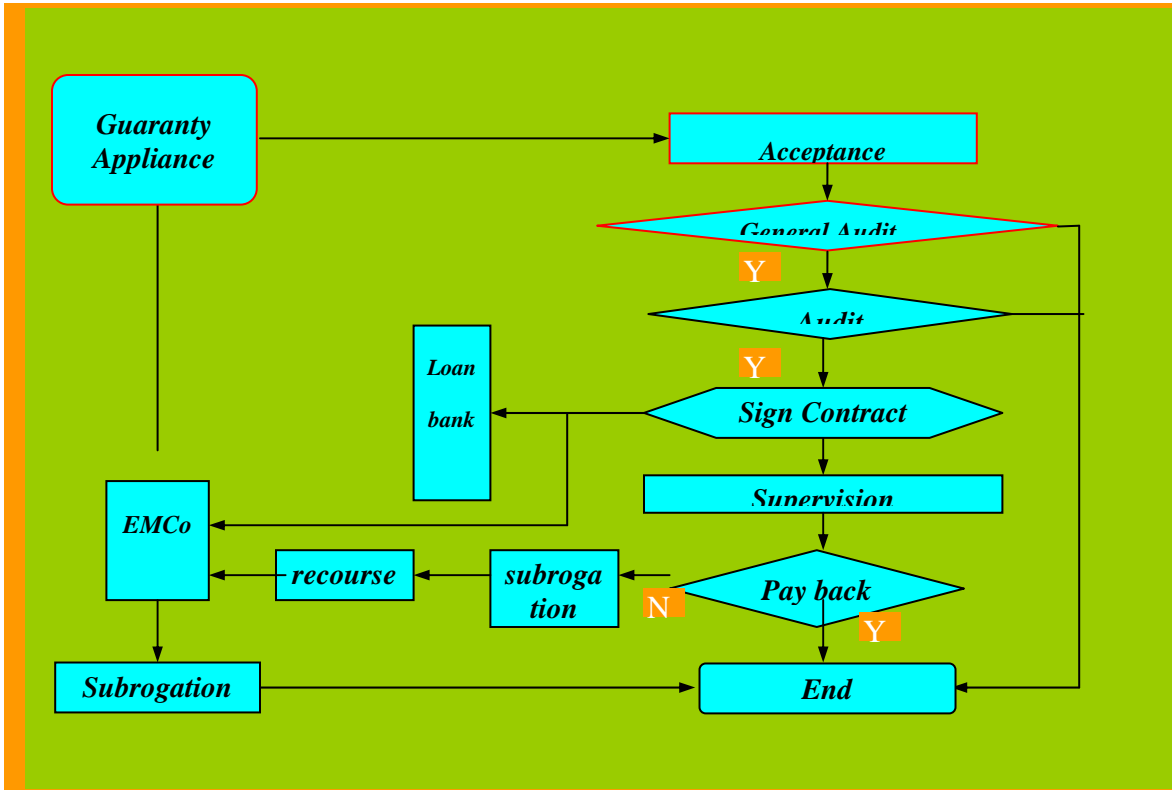 Guaranty
Appliance
Acceptance
General Audit
Y
Audit
Y
Loan
bank
Sign Contract
Supervision
EMCo
recourse
subroga
tion
Pay back
N
Y
Subrogation
End